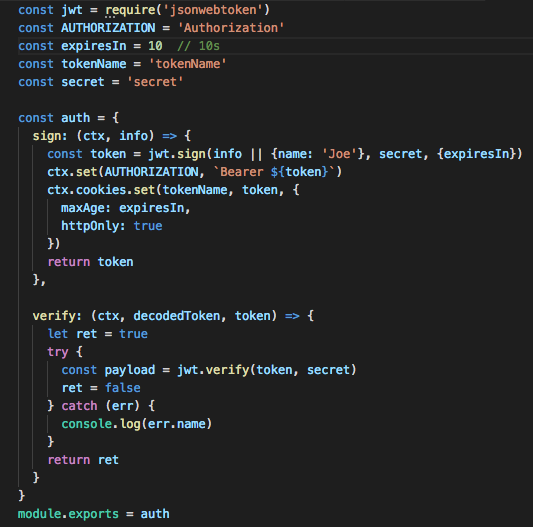 const jwt = require('jsonwebtoken')
const AUTHORIZATION = 'Authorization'
const expiresIn = 10  // 10s
const tokenName = 'tokenName'
const secret = 'secret'

const auth = {
  sign: (ctx, info) => {
    const token = jwt.sign(info || {name: 'Joe'}, secret, {expiresIn})
    ctx.set(AUTHORIZATION, `Bearer ${token}`)
    ctx.cookies.set(tokenName, token, {
      maxAge: expiresIn,
      httpOnly: true
    })
    return token
  },

  verify: (ctx, decodedToken, token) => {
    let ret = true
    try {
      const payload = jwt.verify(token, secret)
      ret = false
    } catch (err) {
      console.log(err.name)
    }
    return ret
  }
}
module.exports = auth